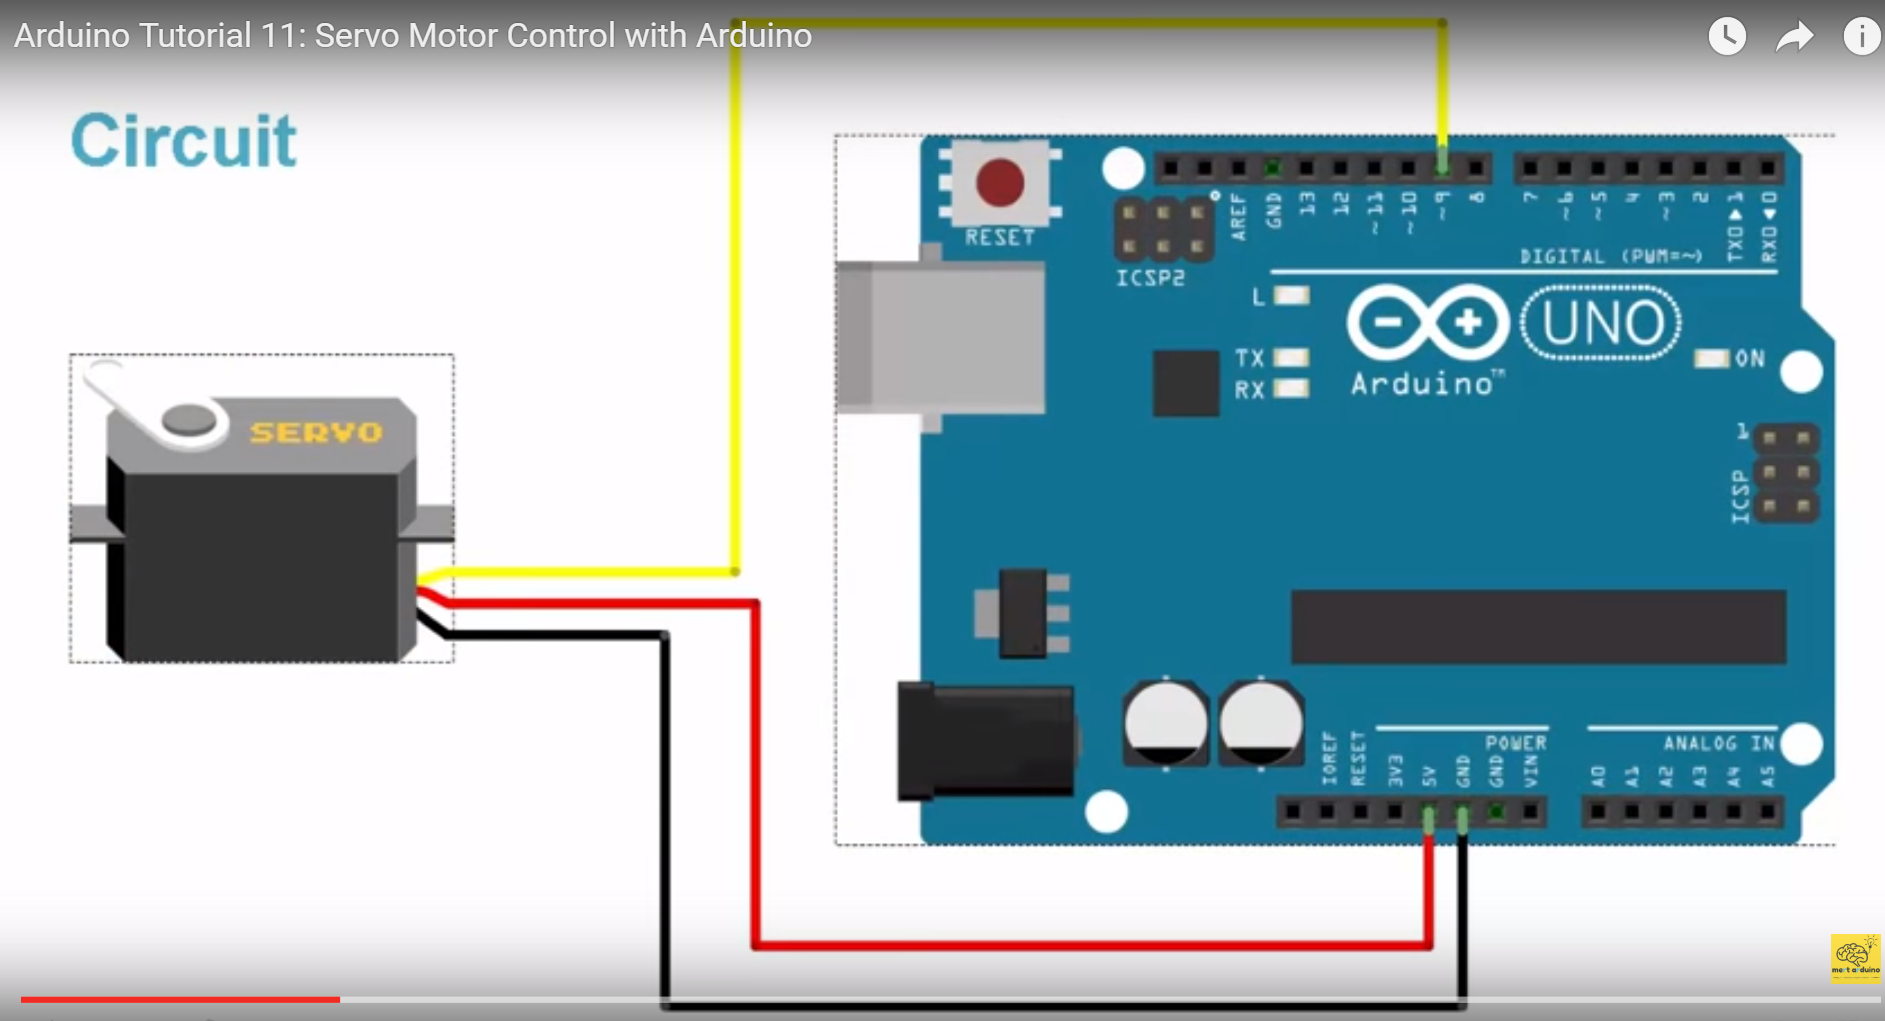 Arduino Tutorial 11: Servo Motor Control with Arduino
Circuit
RESET
ICSP2
AREF
GND
13
12
~11
~10
~9
8
7
~6
~5
4
~3
2
TX0▶1
RX0◀0
DIGITAL (PWM=~)
L
TX
RX
UNO
Arduino™
ON
1
ICSP
SERVO
IOREF
RESET
3V3
5V
GND
GND
VIN
POWER
ANALOG IN
A0
A1
A2
A3
A4
A5
mert arduino